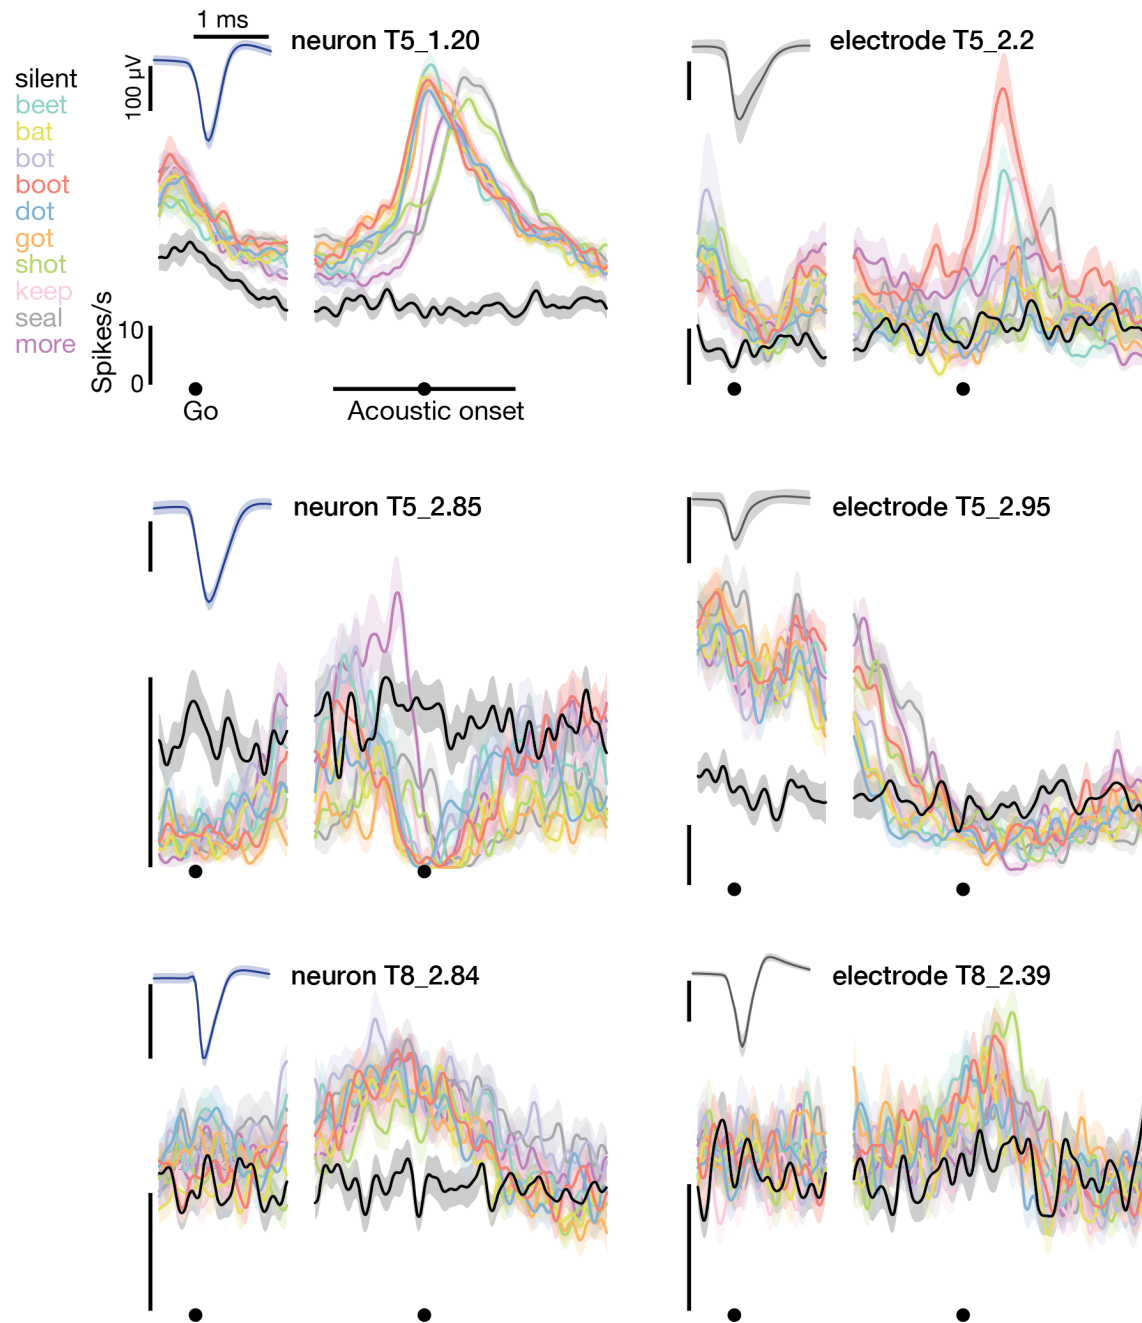 1 ms
neuron T5_1.20
electrode T5_2.2
100 µV
silent
beet
bat
bot
boot
dot
got
shot
keep
seal
more
Spikes/s
10
0
Go
Acoustic onset
neuron T5_2.85
electrode T5_2.95
neuron T8_2.84
electrode T8_2.39